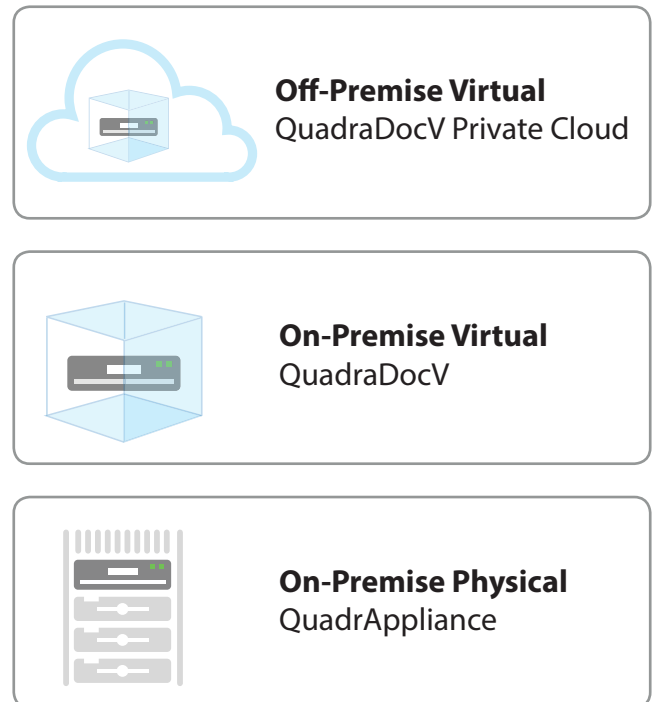 Off-Premise Virtual
QuadraDocV Private Cloud
On-Premise Virtual
QuadraDocV
On-Premise Physical
QuadrAppliance